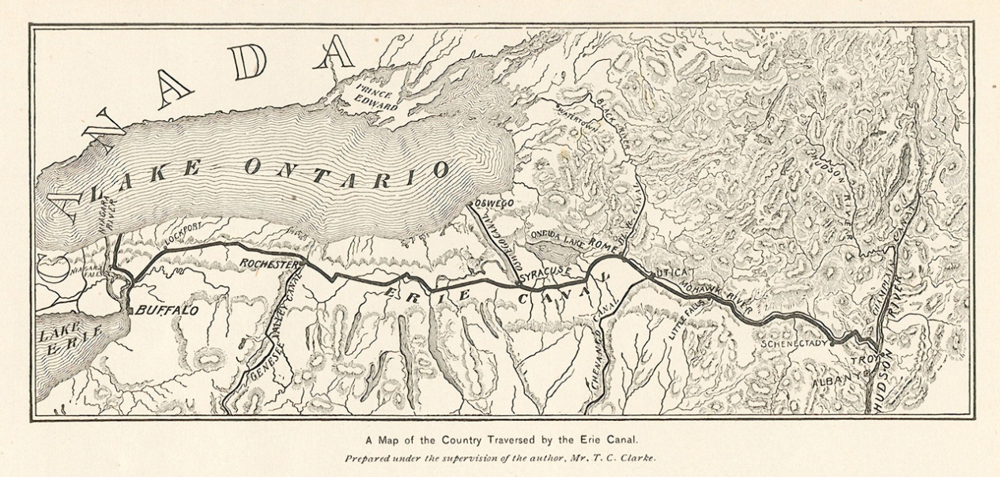 CANADA
PRINCE
EDWARD
LAKE ONTARIO
NIAGARA
RIVER
LOCKPORT
NIAGARA
FALLS
ROCHESTER
BUFFALO
LAKE
ERIE
GENESEE VALLEY CANAL
OSWEGO
OSWEGO CANAL
ONEIDA LAKE
ROME
SYRACUSE
ERIE CANAL
UTICA
CHENANGO CANAL
WATERTOWN
BLACK RIVER
CANAL
MOHAWK RIVER
LITTLE FALLS
SCHENECTADY
TROY
ALBANY
HUDSON RIVER
HUDSON RIVER
CANAL
A Map of the Country Traversed by the Erie Canal.
Prepared under the supervision of the author, Mr. T. C. Clarke.